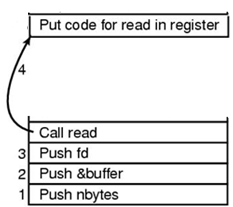 Put code for read in register
4
Call read
3 Push fd
2 Push &buffer
1 Push nbytes